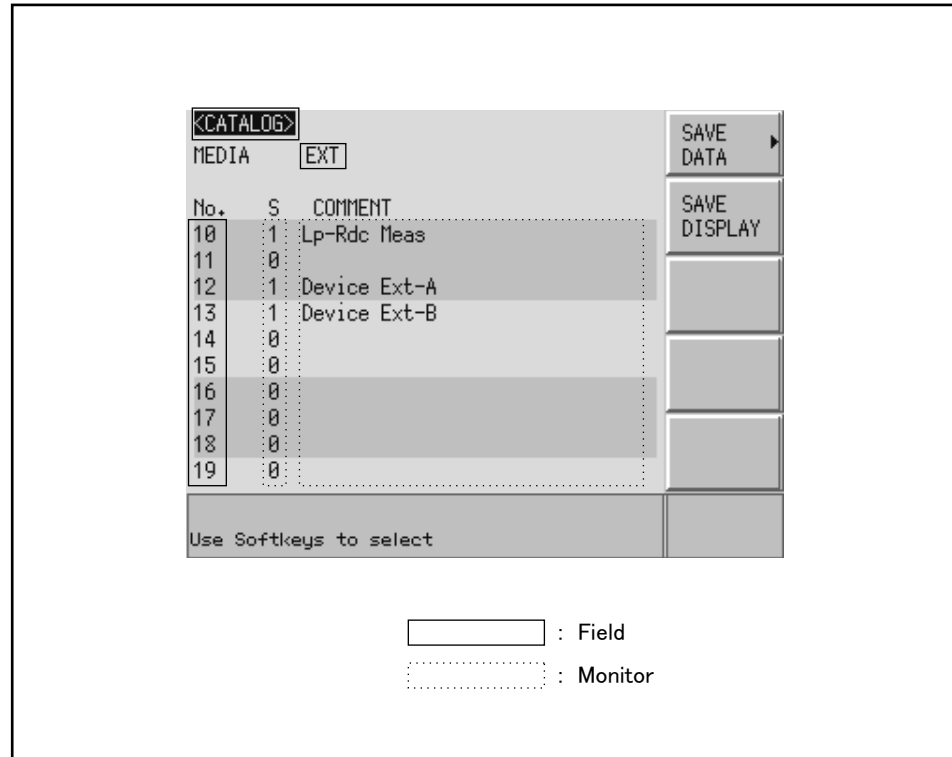 <CATALOG>
MEDIA EXT
No. S COMMENT
10 1 Lp-Rdc Meas
11 0
12 1 Device Ext-A
13 1 Device Ext-B
14 0
15 0
16 0
17 0
18 0
19 0
Use Softkeys to select
SAVE
DATA
SAVE
DISPLAY
: Field
: Monitor